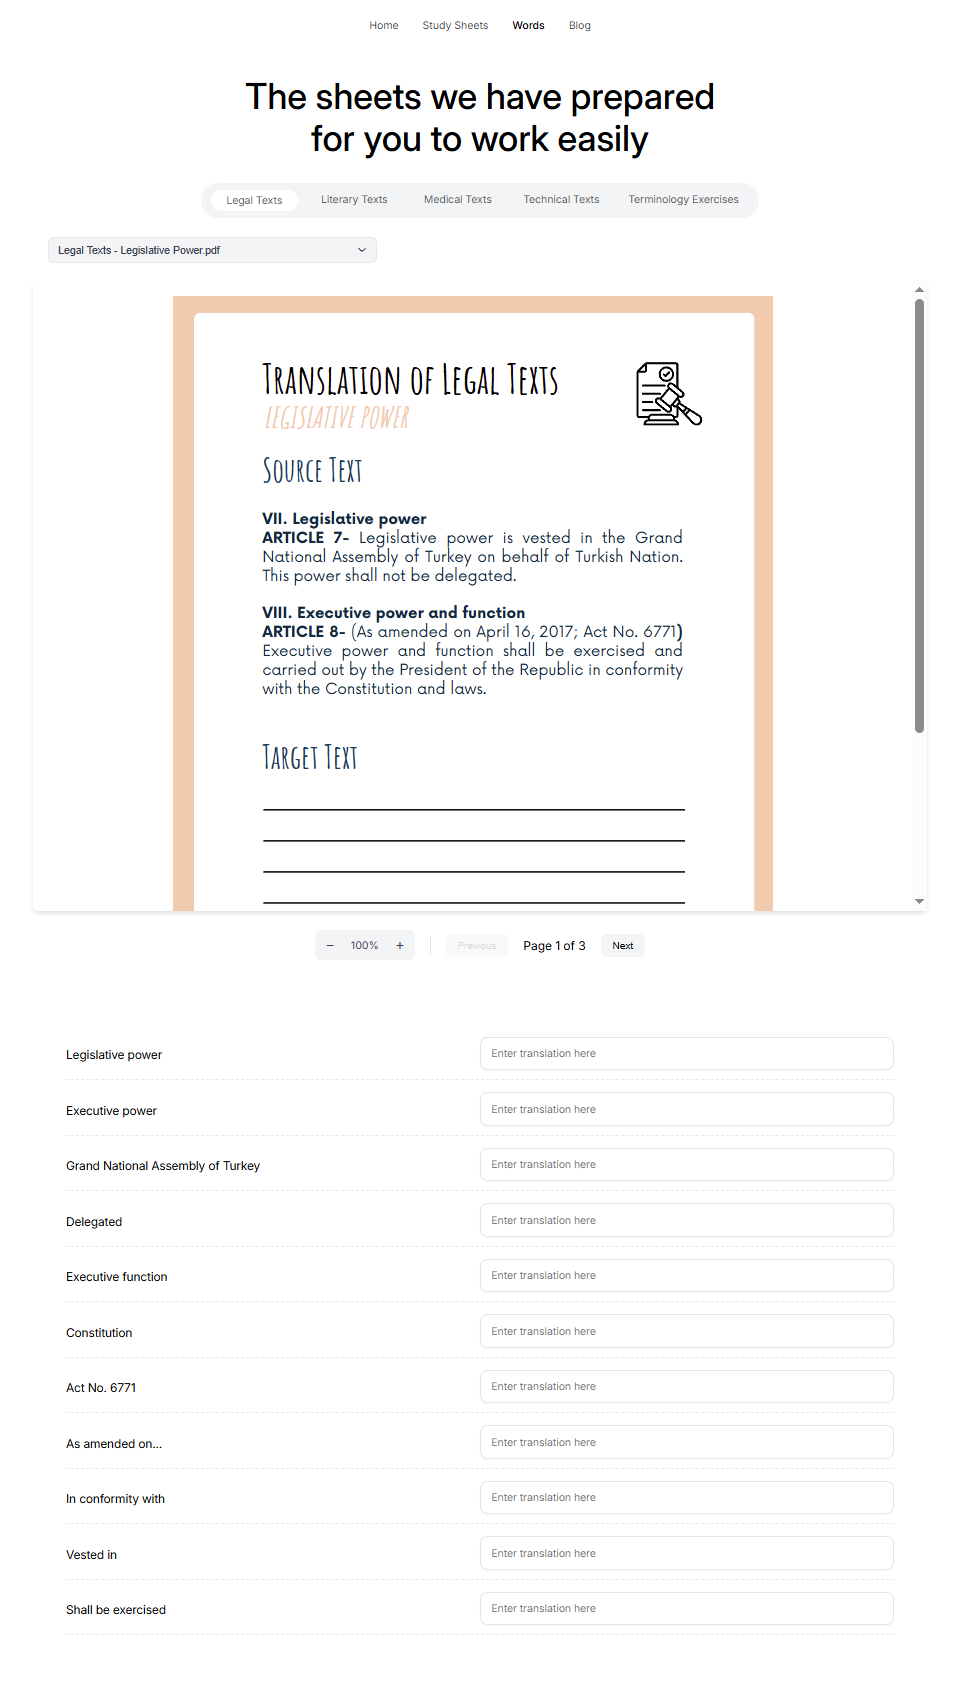 Home Study Sheets Words Blog
The sheets we have prepared
for you to work easily
Legal Texts Literary Texts Medical Texts Technical Texts Terminology Exercises
Legal Texts - Legislative Power.pdf
Translation of Legal Texts
Legislative Power
Source Text
VII. Legislative power
ARTICLE 7- Legislative power is vested in the Grand
National Assembly of Turkey on behalf of Turkish Nation.
This power shall not be delegated.
VIII. Executive power and function
ARTICLE 8- (As amended on April 16, 2017; Act No. 6771)
Executive power and function shall be exercised and
carried out by the President of the Republic in conformity
with the Constitution and laws.
Target Text
− 100% + Previous Page 1 of 3 Next
Legislative power Enter translation here
Executive power Enter translation here
Grand National Assembly of Turkey Enter translation here
Delegated Enter translation here
Executive function Enter translation here
Constitution Enter translation here
Act No. 6771 Enter translation here
As amended on... Enter translation here
In conformity with Enter translation here
Vested in Enter translation here
Shall be exercised Enter translation here